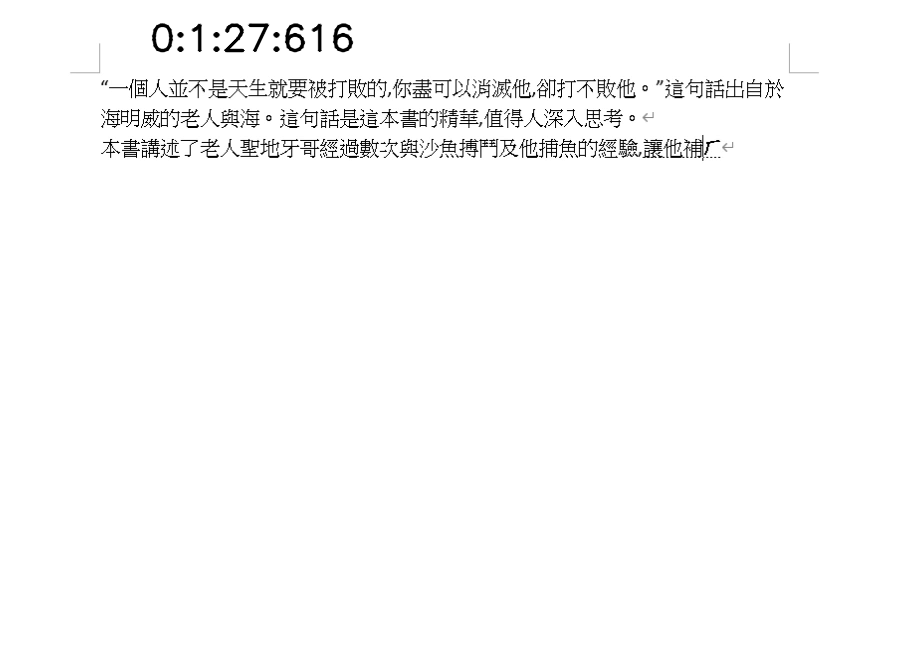 0:1:27:616
“一個人並不是天生就要被打敗的,你盡可以消滅他,卻打不敗他。”這句話出自於
海明威的老人與海。這句話是這本書的精華,值得人深入思考。
本書講述了老人聖地牙哥經過數次與沙魚搏鬥及他捕魚的經驗,讓他補ㄏ